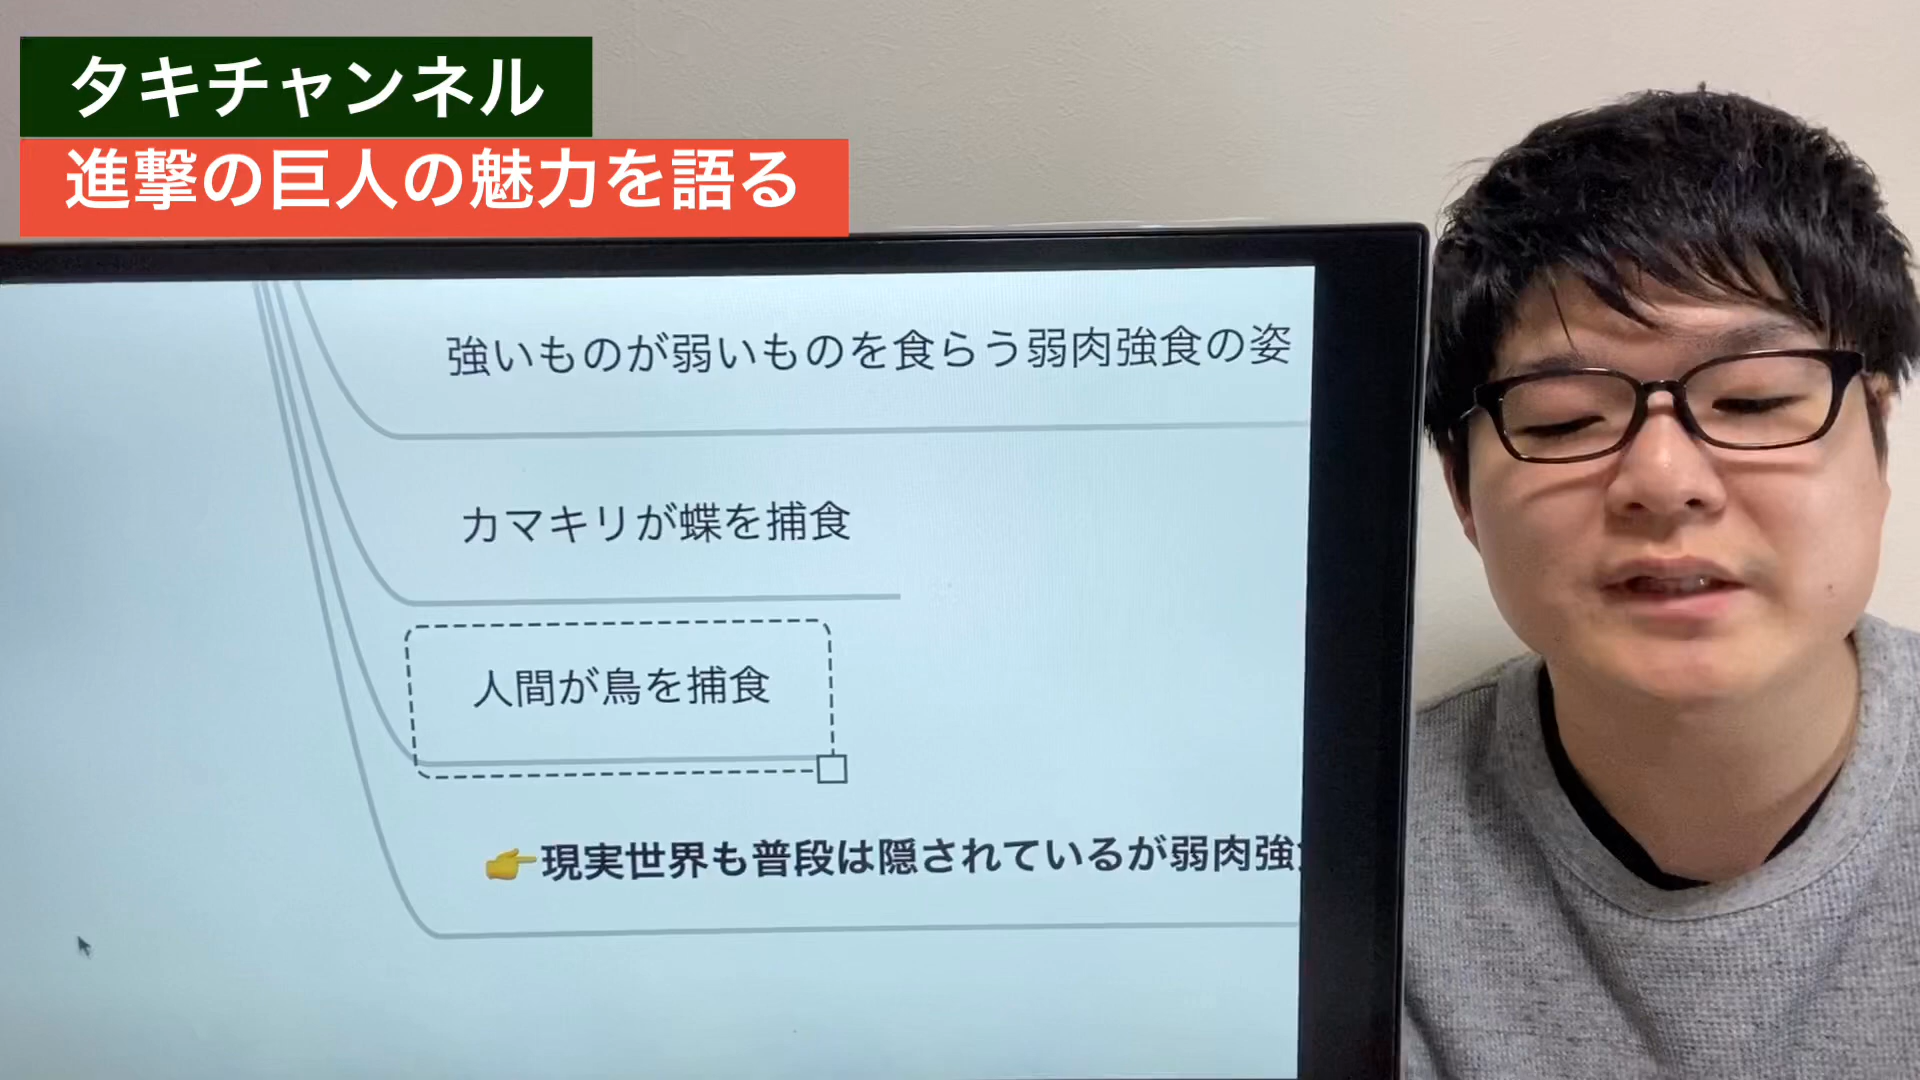 タキチャンネル
進撃の巨人の魅力を語る
強いものが弱いものを食らう弱肉強食の姿
カマキリが蝶を捕食
人間が鳥を捕食
👉現実世界も普段は隠されているが弱肉強